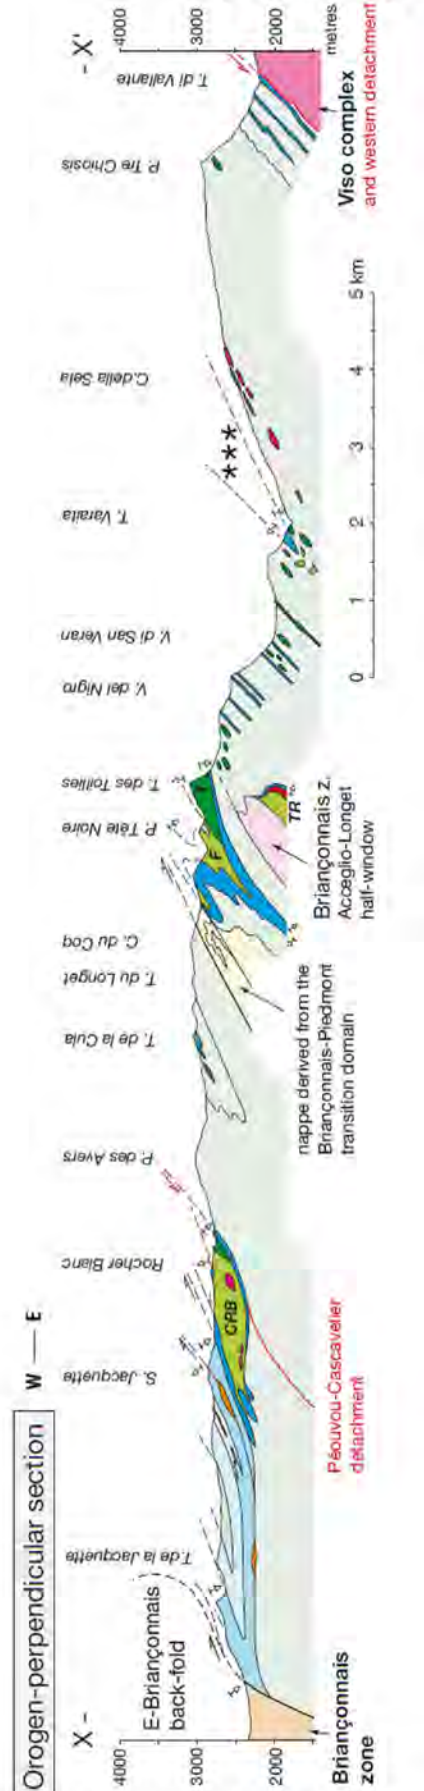 Orogen-perpendicular section
W — E
X -
- X'
4000
3000
2000
4000
3000
2000
metres
T. de la Jacquette
S. Jacquette
Rocher Blanc
P. des Avers
T. de la Cula
T. du Longet
C. du Coq
P. Tête Noire
T. des Toillies
V. del Nigro
V. di San Veran
T. Varaita
C. della Sela
P. Tre Chiosis
T. di Vallante
E-Briançonnais
back-fold
CRB
F
TR
***
Briançonnais
zone
Péouvou-Cascavelier
detachment
nappe derived from the
Briançonnais-Piedmont
transition domain
Briançonnais z.
Acceglio-Longet
half-window
0 1 2 3 4 5 km
Viso complex
and western detachment